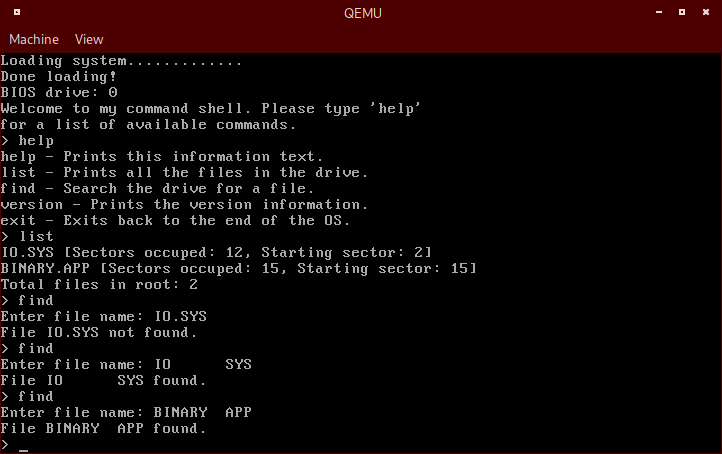 QEMU
Machine View
Loading system.............
Done loading!
BIOS drive: 0
Welcome to my command shell. Please type 'help'
for a list of available commands.
> help
help - Prints this information text.
list - Prints all the files in the drive.
find - Search the drive for a file.
version - Prints the version information.
exit - Exits back to the end of the OS.
> list
IO.SYS [Sectors occuped: 12, Starting sector: 2]
BINARY.APP [Sectors occuped: 15, Starting sector: 15]
Total files in root: 2
> find
Enter file name: IO.SYS
File IO.SYS not found.
> find
Enter file name: IO      SYS
File IO      SYS found.
> find
Enter file name: BINARY  APP
File BINARY  APP found.
> _